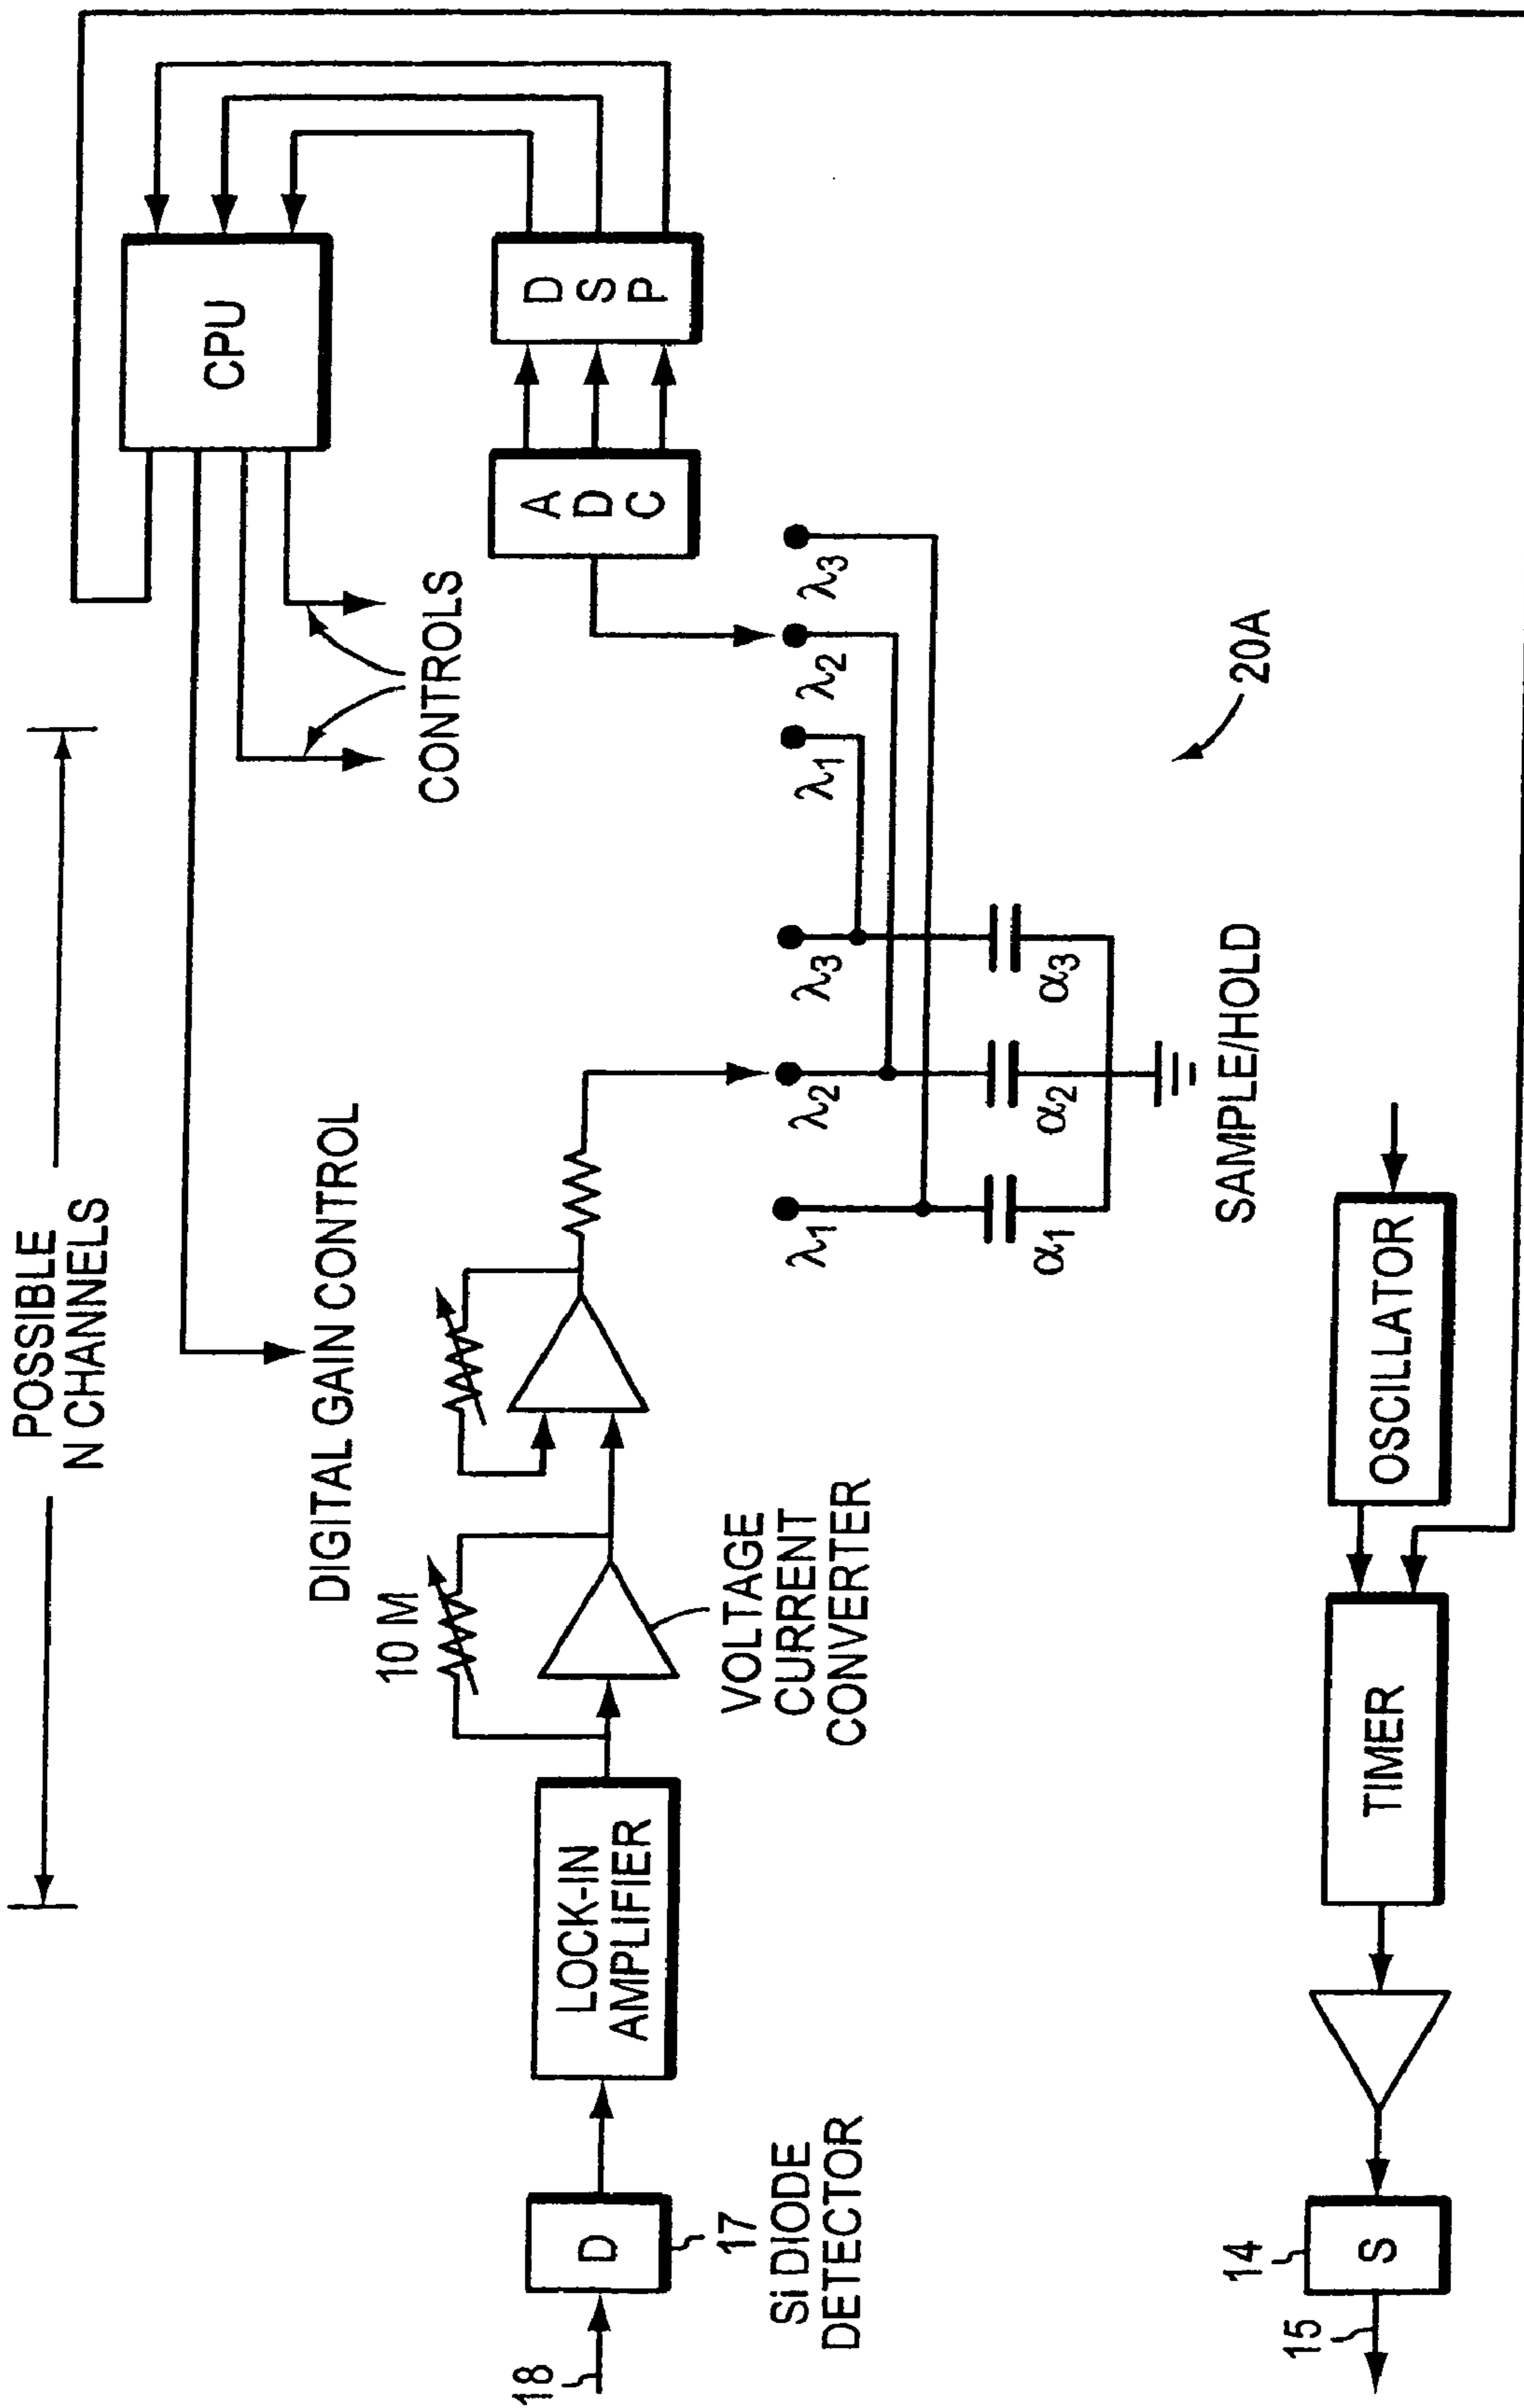 POSSIBLE
N CHANNELS
DIGITAL GAIN CONTROL
10 M
CPU
CONTROLS
18
D
17
Si DIODE
DETECTOR
LOCK-IN
AMPLIFIER
VOLTAGE
CURRENT
CONVERTER
A
D
C
D
S
P
λ1
λ2
λ3
λ1
λ2
λ3
α1
α2
α3
SAMPLE/HOLD
20A
15
14
S
TIMER
OSCILLATOR